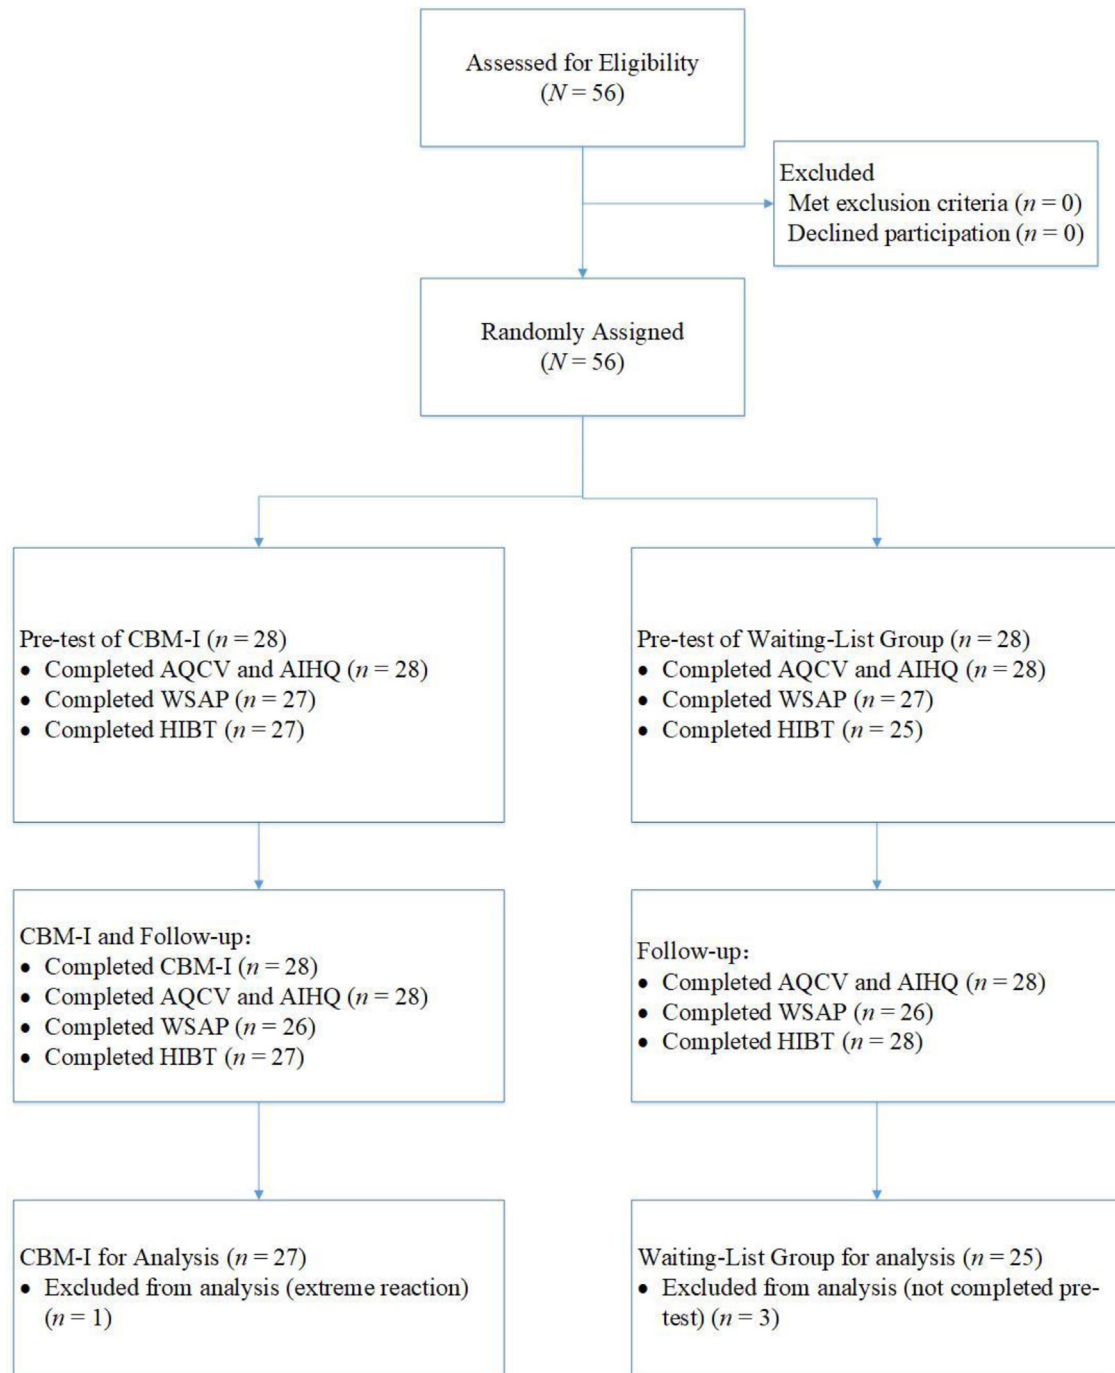 Assessed for Eligibility
(N = 56)
Excluded
Met exclusion criteria (n = 0)
Declined participation (n = 0)
Randomly Assigned
(N = 56)
Pre-test of CBM-I (n = 28)
• Completed AQCV and AIHQ (n = 28)
• Completed WSAP (n = 27)
• Completed HIBT (n = 27)
Pre-test of Waiting-List Group (n = 28)
• Completed AQCV and AIHQ (n = 28)
• Completed WSAP (n = 27)
• Completed HIBT (n = 25)
CBM-I and Follow-up：
• Completed CBM-I (n = 28)
• Completed AQCV and AIHQ (n = 28)
• Completed WSAP (n = 26)
• Completed HIBT (n = 27)
Follow-up：
• Completed AQCV and AIHQ (n = 28)
• Completed WSAP (n = 26)
• Completed HIBT (n = 28)
CBM-I for Analysis (n = 27)
• Excluded from analysis (extreme reaction)
(n = 1)
Waiting-List Group for analysis (n = 25)
• Excluded from analysis (not completed pre-
test) (n = 3)